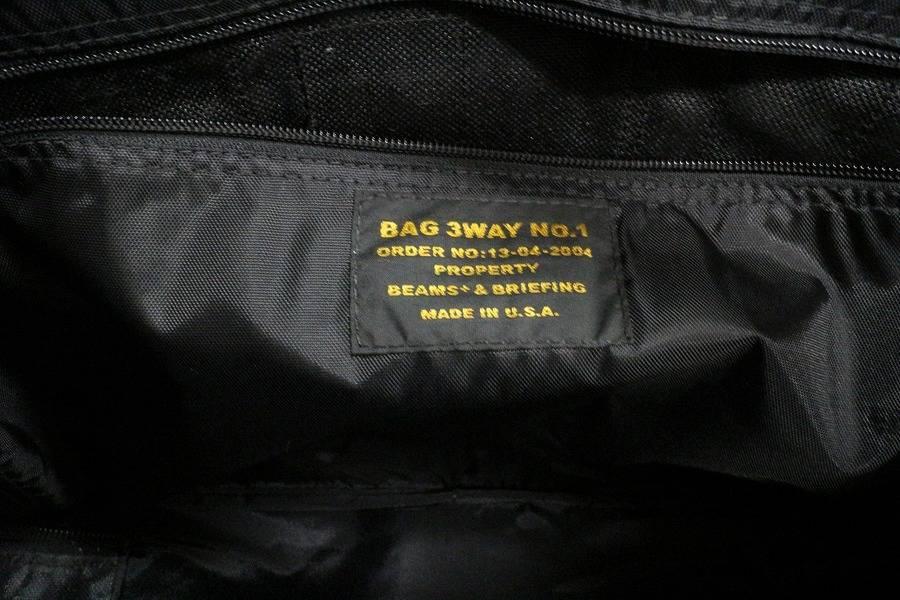 BAG 3WAY NO.1
ORDER NO:13-04-2004
PROPERTY
BEAMS+ & BRIEFING
MADE IN U.S.A.